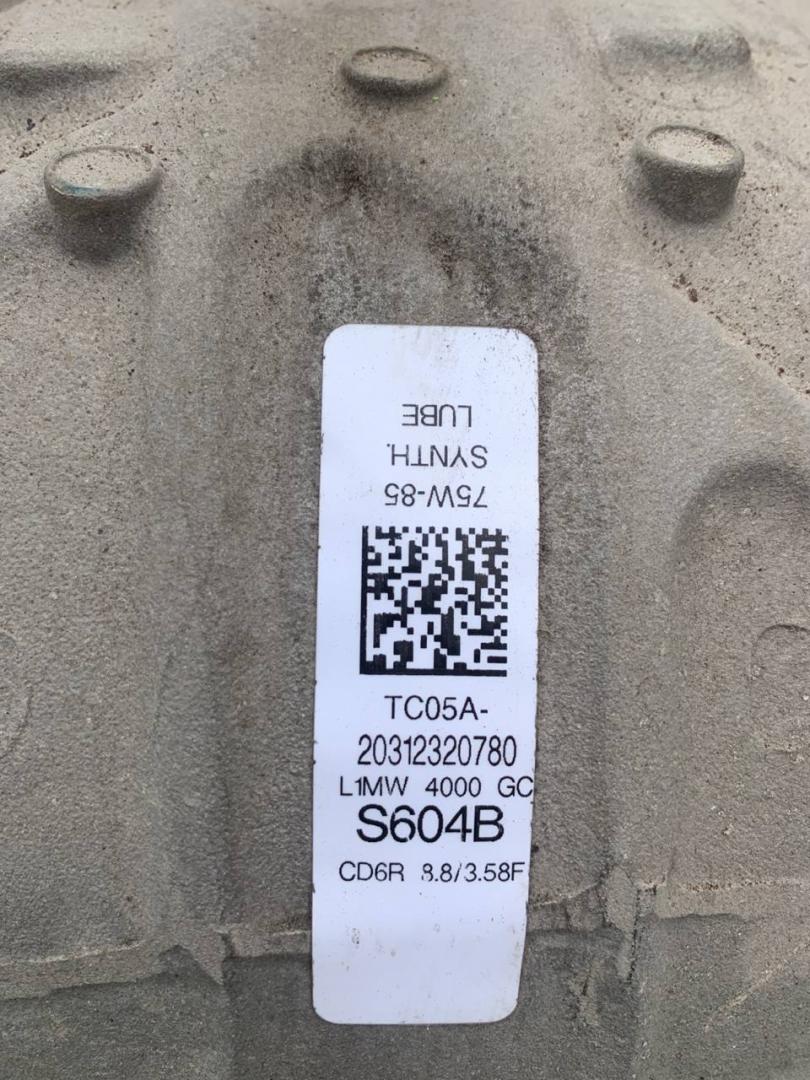 LUBE
SYNTH.
75W-85
TC05A-
20312320780
L1MW 4000 GC
S604B
CD6R 8.8/3.58F